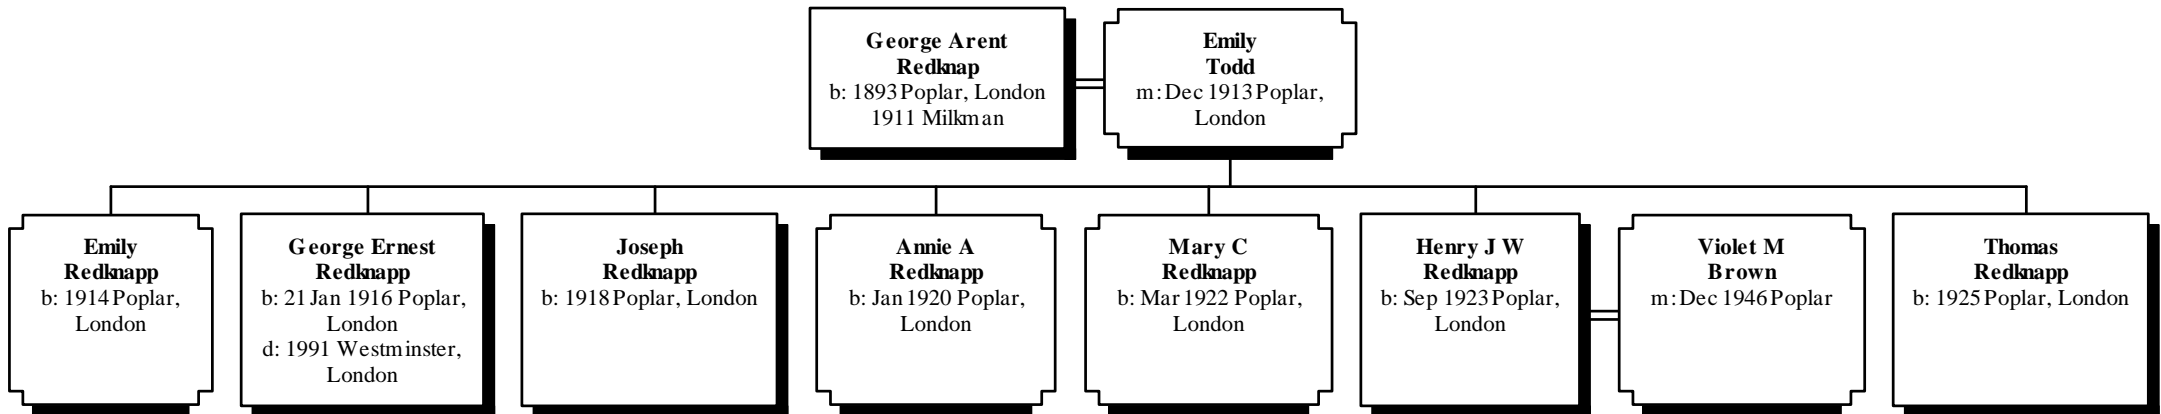 George Arent
Redknap
b: 1893 Poplar, London
1911 Milkman
Emily
Todd
m: Dec 1913 Poplar,
London
Emily
Redknapp
b: 1914 Poplar,
London
George Ernest
Redknapp
b: 21 Jan 1916 Poplar,
London
d: 1991 Westminster,
London
Joseph
Redknapp
b: 1918 Poplar, London
Annie A
Redknapp
b: Jan 1920 Poplar,
London
Mary C
Redknapp
b: Mar 1922 Poplar,
London
Henry J W
Redknapp
b: Sep 1923 Poplar,
London
Violet M
Brown
m: Dec 1946 Poplar
Thomas
Redknapp
b: 1925 Poplar, London